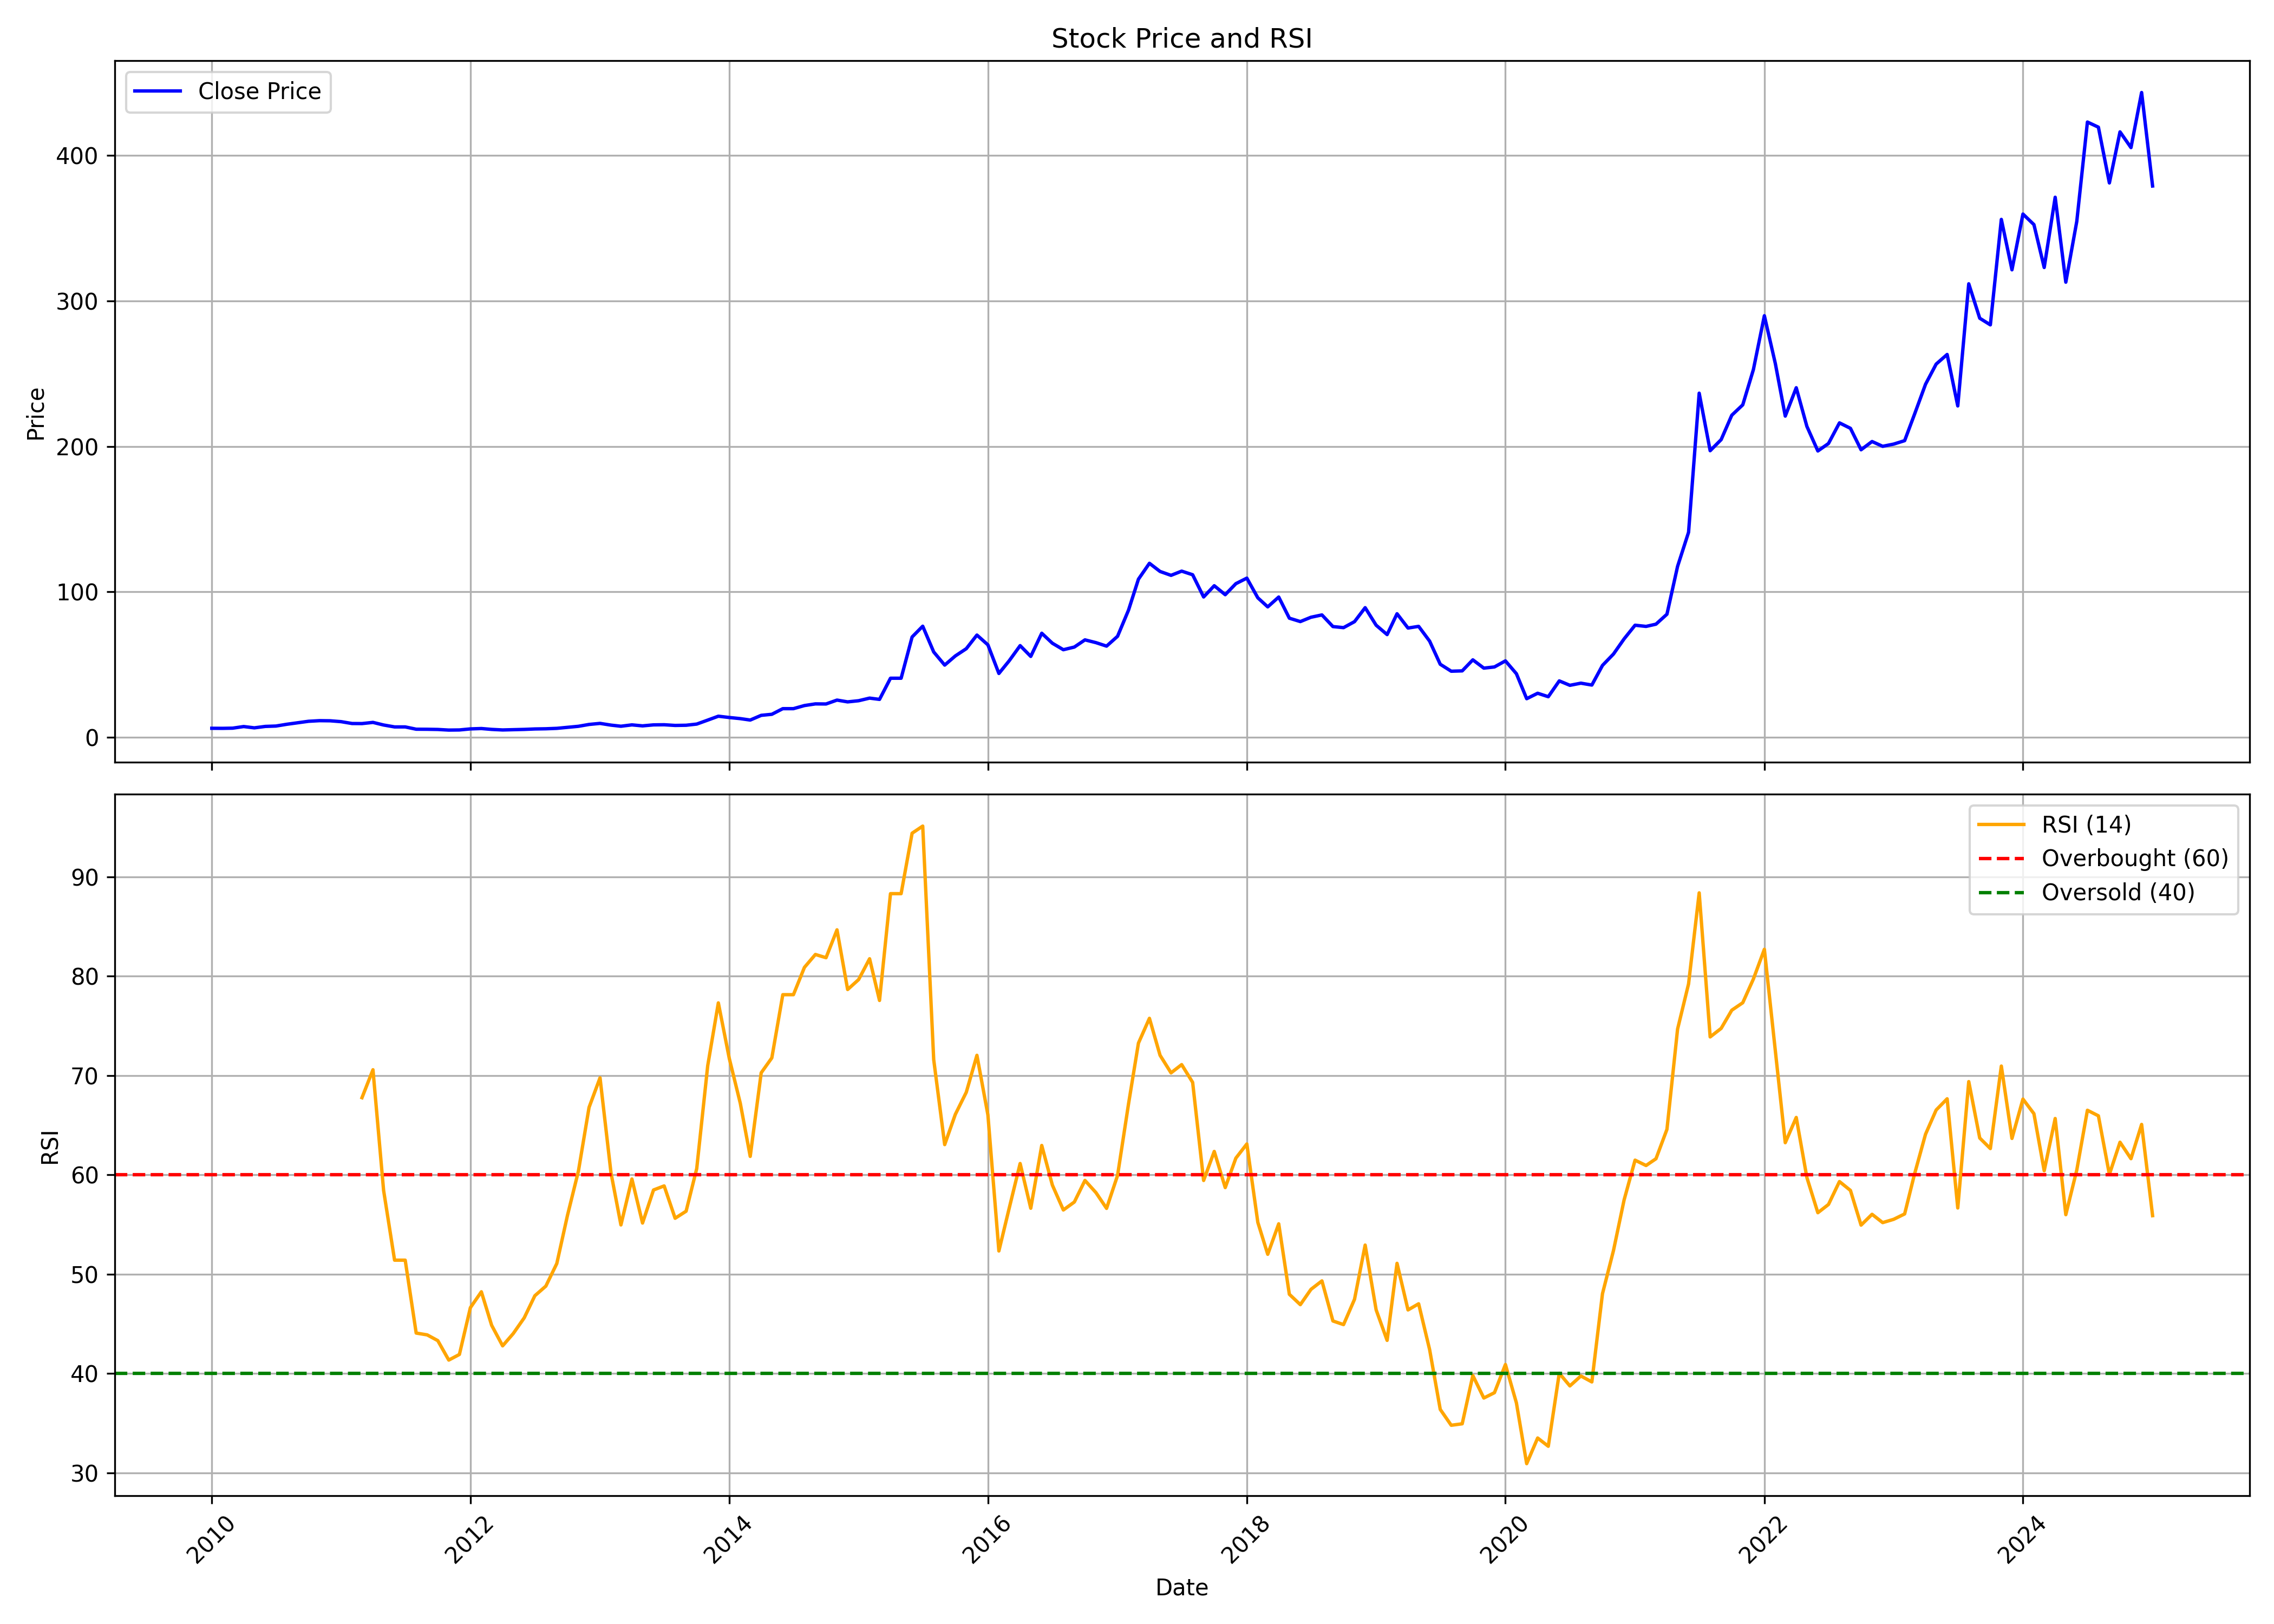 Stock Price and RSI
Close Price
400
300
200
100
0
Price
RSI (14)
Overbought (60)
Oversold (40)
90
80
70
60
50
40
30
RSI
2010
2012
2014
2016
2018
2020
2022
2024
Date